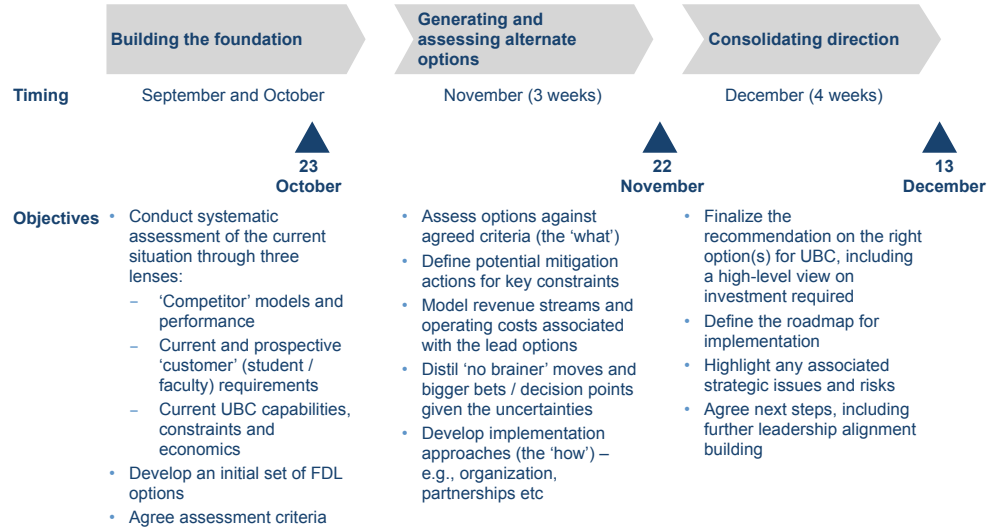 Building the foundation
Generating and
assessing alternate
options
Consolidating direction
Timing
September and October
November (3 weeks)
December (4 weeks)
23
October
22
November
13
December
Objectives
• Conduct systematic
assessment of the current
situation through three
lenses:
– ‘Competitor’ models and
performance
– Current and prospective
‘customer’ (student /
faculty) requirements
– Current UBC capabilities,
constraints and
economics
• Develop an initial set of FDL
options
• Agree assessment criteria
• Assess options against
agreed criteria (the ‘what’)
• Define potential mitigation
actions for key constraints
• Model revenue streams and
operating costs associated
with the lead options
• Distil ‘no brainer’ moves and
bigger bets / decision points
given the uncertainties
• Develop implementation
approaches (the ‘how’) –
e.g., organization,
partnerships etc
• Finalize the
recommendation on the right
option(s) for UBC, including
a high-level view on
investment required
• Define the roadmap for
implementation
• Highlight any associated
strategic issues and risks
• Agree next steps, including
further leadership alignment
building